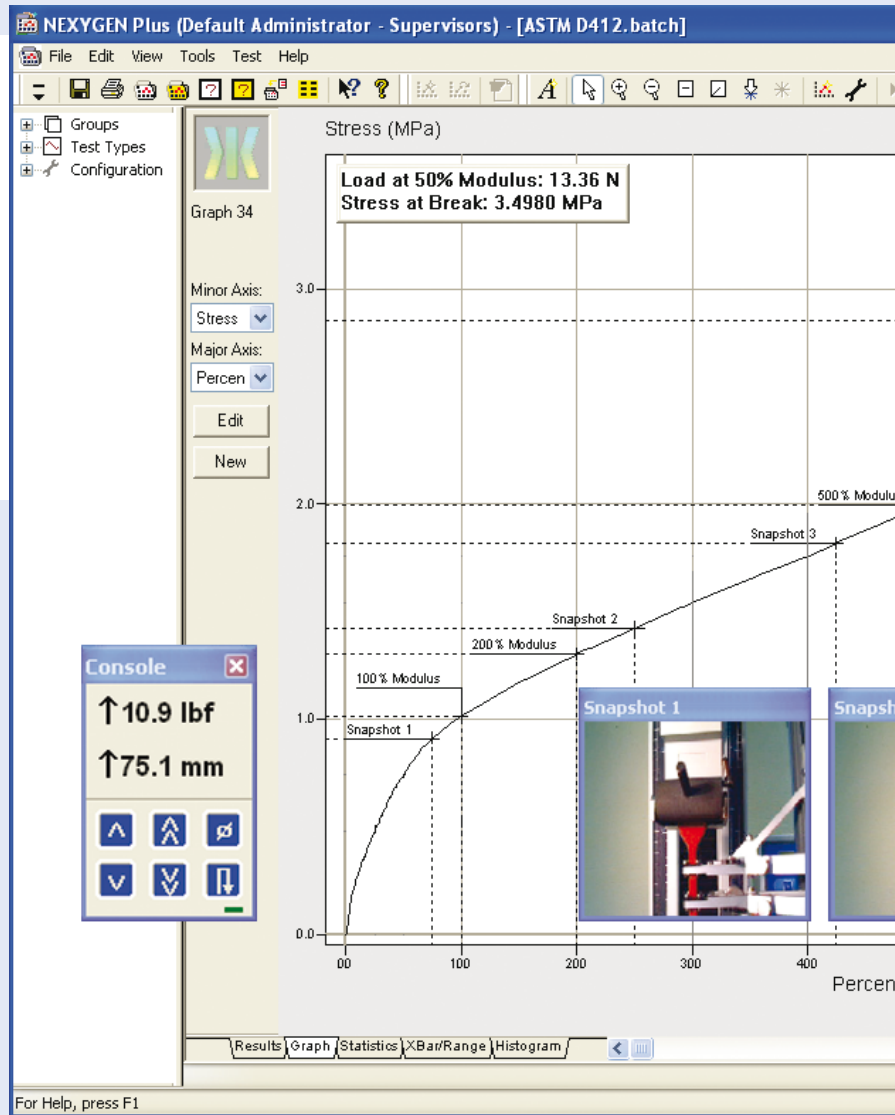 NEXYGEN Plus (Default Administrator - Supervisors) - [ASTM D412.batch]
File Edit View Tools Test Help
Groups
Test Types
Configuration
Graph 34
Minor Axis:
Stress
Major Axis:
Percen
Edit
New
Stress (MPa)
Load at 50% Modulus: 13.36 N
Stress at Break: 3.4980 MPa
3.0
2.0
1.0
0.0
500% Modulu
Snapshot 3
Snapshot 2
200% Modulus
100% Modulus
Snapshot 1
Console
↑10.9 lbf
↑75.1 mm
Snapshot 1
Snapsh
00 100 200 300 400
Percen
Results Graph Statistics XBar/Range Histogram
For Help, press F1